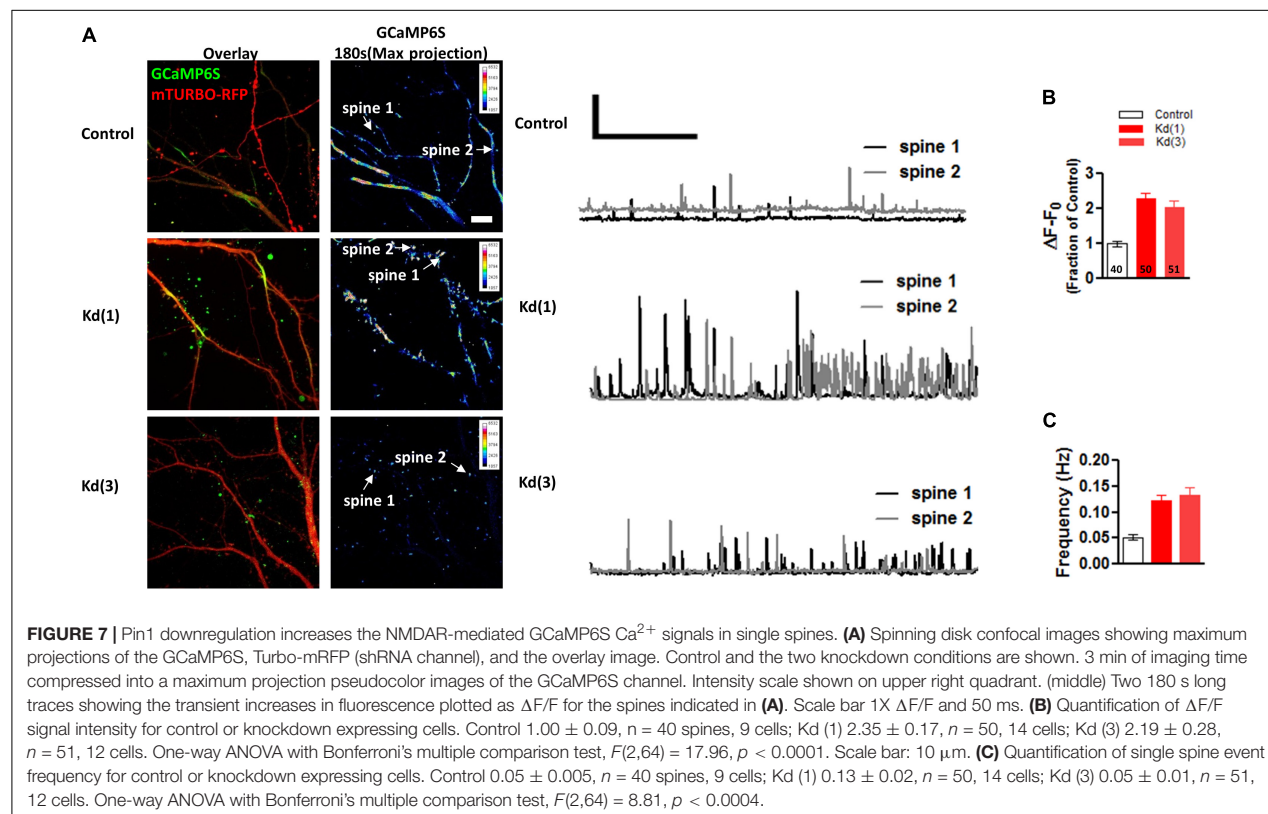 A
Overlay
GCaMP6S
180s(Max projection)
GCaMP6S
mTURBO-RFP
Control
spine 1
spine 2
Control
spine 1
spine 2
Kd(1)
spine 2
spine 1
Kd(1)
spine 1
spine 2
Kd(3)
spine 2
spine 1
Kd(3)
spine 1
spine 2
B
Control
Kd(1)
Kd(3)
ΔF-F0
(Fraction of Control)
3
2
1
0
40
50
51
C
Frequency (Hz)
0.20
0.15
0.10
0.05
0.00
FIGURE 7 | Pin1 downregulation increases the NMDAR-mediated GCaMP6S Ca2+ signals in single spines. (A) Spinning disk confocal images showing maximum
projections of the GCaMP6S, Turbo-mRFP (shRNA channel), and the overlay image. Control and the two knockdown conditions are shown. 3 min of imaging time
compressed into a maximum projection pseudocolor images of the GCaMP6S channel. Intensity scale shown on upper right quadrant. (middle) Two 180 s long
traces showing the transient increases in fluorescence plotted as ΔF/F for the spines indicated in (A). Scale bar 1X ΔF/F and 50 ms. (B) Quantification of ΔF/F
signal intensity for control or knockdown expressing cells. Control 1.00 ± 0.09, n = 40 spines, 9 cells; Kd (1) 2.35 ± 0.17, n = 50, 14 cells; Kd (3) 2.19 ± 0.28,
n = 51, 12 cells. One-way ANOVA with Bonferroni's multiple comparison test, F(2,64) = 17.96, p < 0.0001. Scale bar: 10 μm. (C) Quantification of single spine event
frequency for control or knockdown expressing cells. Control 0.05 ± 0.005, n = 40 spines, 9 cells; Kd (1) 0.13 ± 0.02, n = 50, 14 cells; Kd (3) 0.05 ± 0.01, n = 51,
12 cells. One-way ANOVA with Bonferroni's multiple comparison test, F(2,64) = 8.81, p < 0.0004.